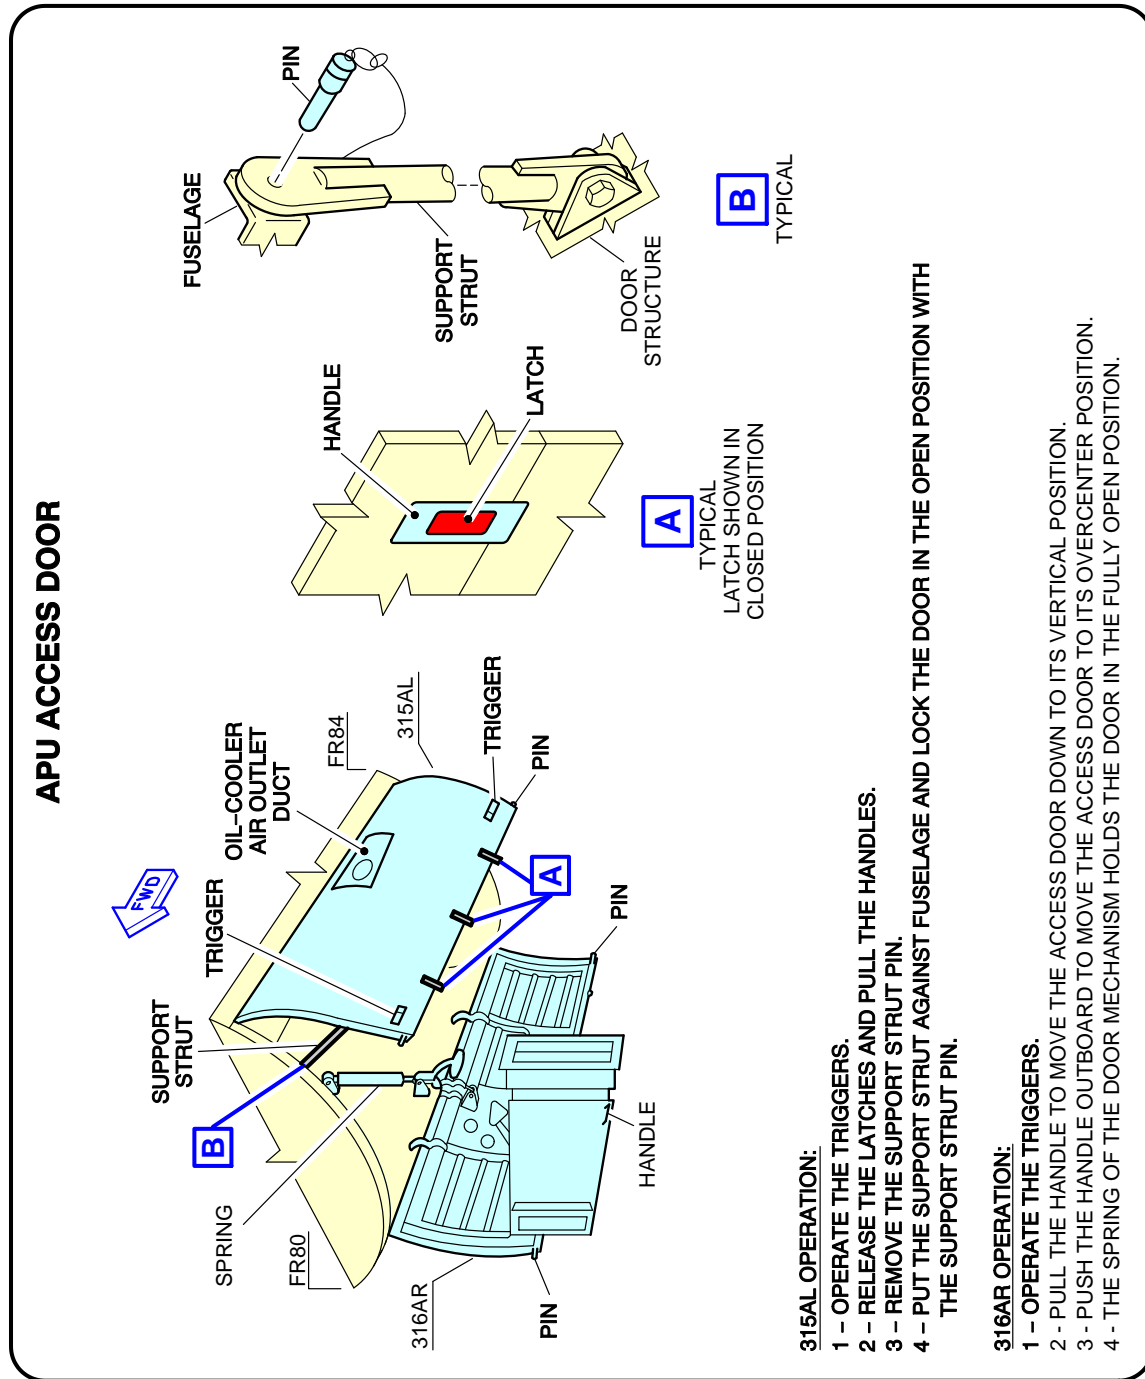 APU ACCESS DOOR
FWD
SUPPORT
STRUT
TRIGGER
OIL–COOLER
AIR OUTLET
DUCT
FR84
315AL
TRIGGER
PIN
A
PIN
B
SPRING
FR80
316AR
PIN
HANDLE
HANDLE
LATCH
A
TYPICAL
LATCH SHOWN IN
CLOSED POSITION
FUSELAGE
PIN
SUPPORT
STRUT
DOOR
STRUCTURE
B
TYPICAL
315AL OPERATION:
1 – OPERATE THE TRIGGERS.
2 – RELEASE THE LATCHES AND PULL THE HANDLES.
3 – REMOVE THE SUPPORT STRUT PIN.
4 – PUT THE SUPPORT STRUT AGAINST FUSELAGE AND LOCK THE DOOR IN THE OPEN POSITION WITH
THE SUPPORT STRUT PIN.
316AR OPERATION:
1 – OPERATE THE TRIGGERS.
2 - PULL THE HANDLE TO MOVE THE ACCESS DOOR DOWN TO ITS VERTICAL POSITION.
3 - PUSH THE HANDLE OUTBOARD TO MOVE THE ACCESS DOOR TO ITS OVERCENTER POSITION.
4 - THE SPRING OF THE DOOR MECHANISM HOLDS THE DOOR IN THE FULLY OPEN POSITION.